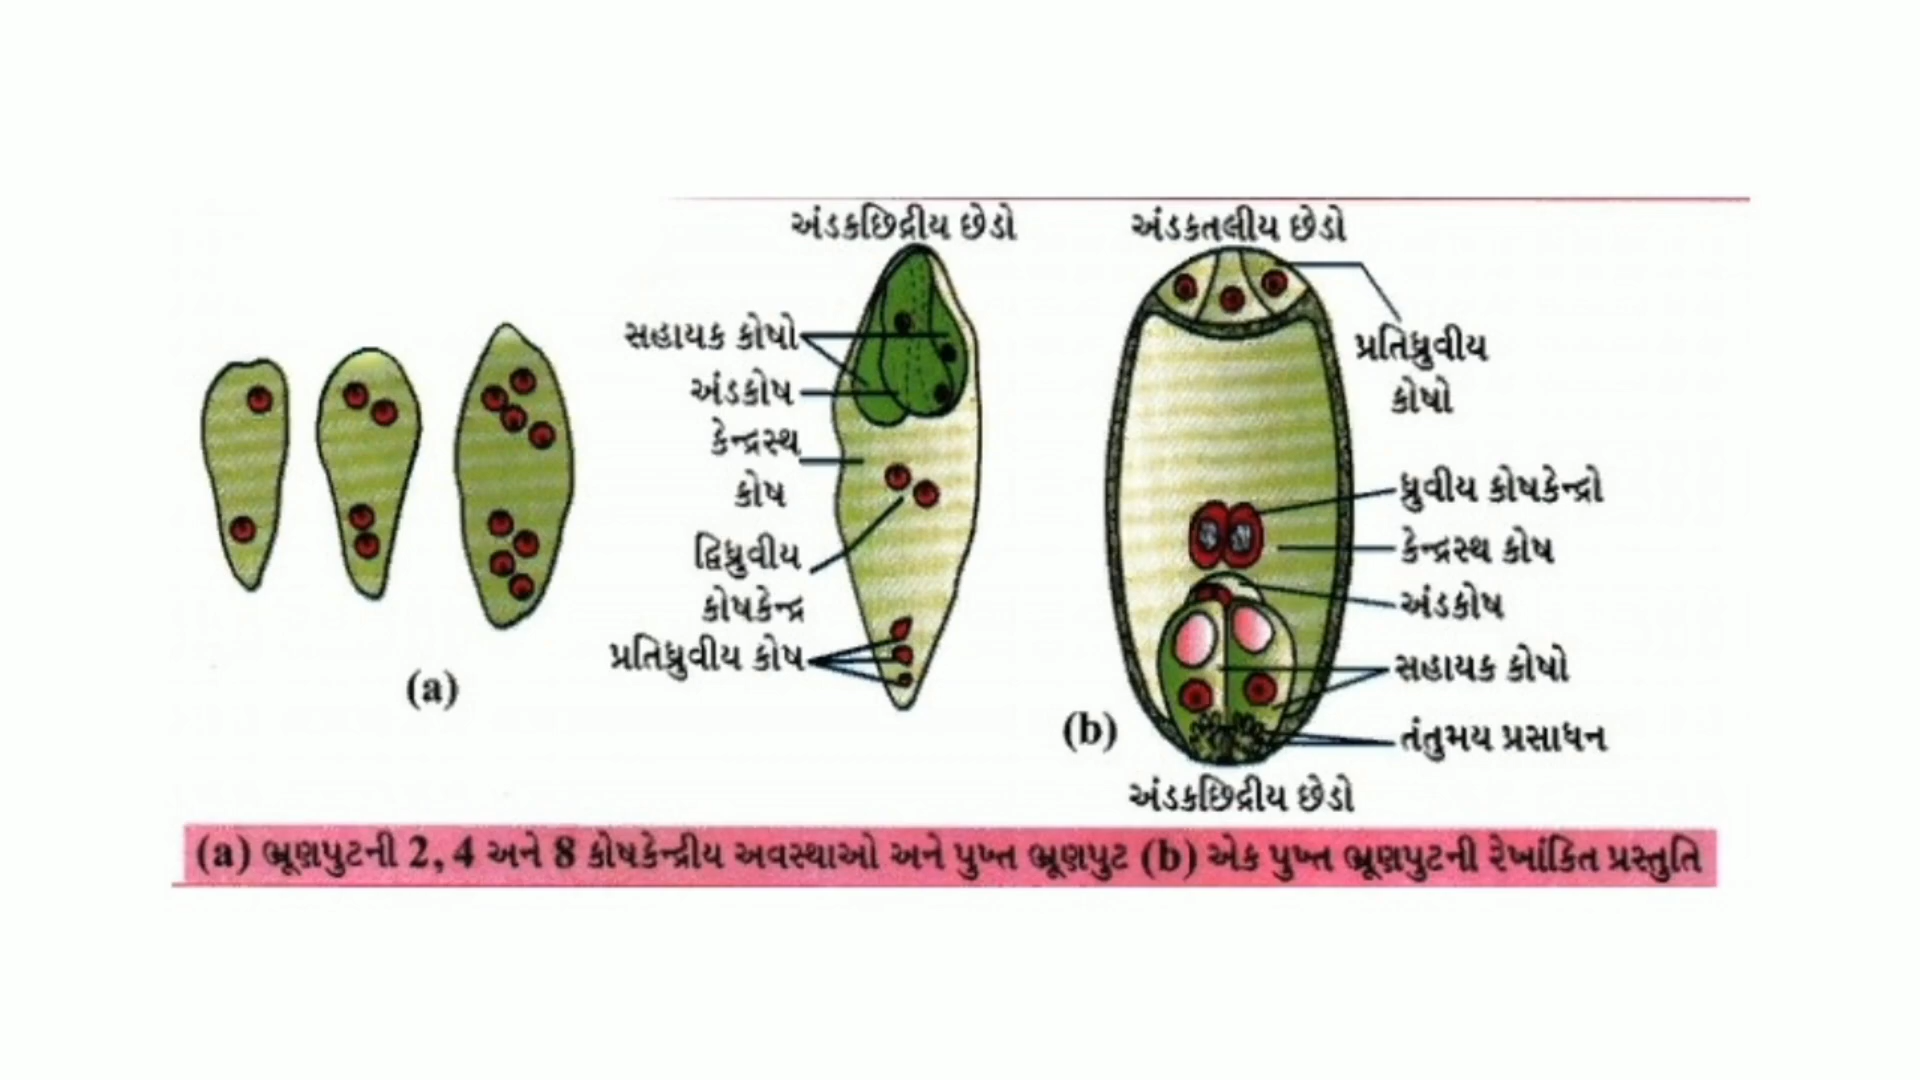 અંડકછિદ્રીય છેડો
સહાયક કોષો
અંડકોષ
કેન્દ્રસ્થ
કોષ
દ્વિધ્રુવીય
કોષકેન્દ્ર
પ્રતિધ્રુવીય કોષ
(a)
અંડકતલીય છેડો
પ્રતિધ્રુવીય
કોષો
ધ્રુવીય કોષકેન્દ્રો
કેન્દ્રસ્થ કોષ
અંડકોષ
સહાયક કોષો
તંતુમય પ્રસાધન
(b)
અંડકછિદ્રીય છેડો
(a) ભ્રૂણપુટની 2, 4 અને 8 કોષકેન્દ્રીય અવસ્થાઓ અને પુખ્ત ભ્રૂણપુટ (b) એક પુખ્ત ભ્રૂણપુટની રેખાંકિત પ્રસ્તુતિ